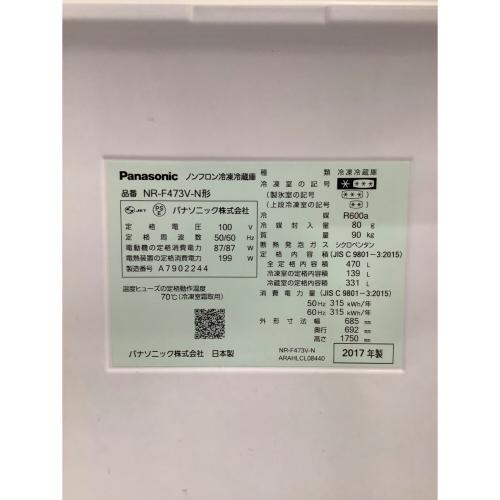 Panasonic ノンフロン冷凍冷蔵庫
品番 NR-F473V-N形
JET PS E パナソニック株式会社
定格電圧 100 V
定格周波数 50/60 Hz
電動機の定格消費電力 87/87 W
電熱装置の定格消費電力 199 W
製造番号 A7902244
温度ヒューズの定格動作温度
70℃(冷凍室霜取用)
パナソニック株式会社 日本製
種類 冷凍冷蔵庫
冷凍室の記号
(製氷室の記号)
(上段冷凍室の記号)
冷媒 R600a
冷媒封入量 80 g
質量 90 kg
断熱発泡ガス シクロペンタン
定格内容積(JIS C 9801-3:2015)
全定格内容積 470 L
冷凍室の定格内容積 139 L
冷蔵室の定格内容積 331 L
消費電力量(JIS C 9801-3:2015)
50Hz 315 kWh/年
60Hz 315 kWh/年
外形寸法 幅 685 mm
奥行 692 mm
高さ 1750 mm
NR-F473V-N
ARAHLCL08440
2017年製